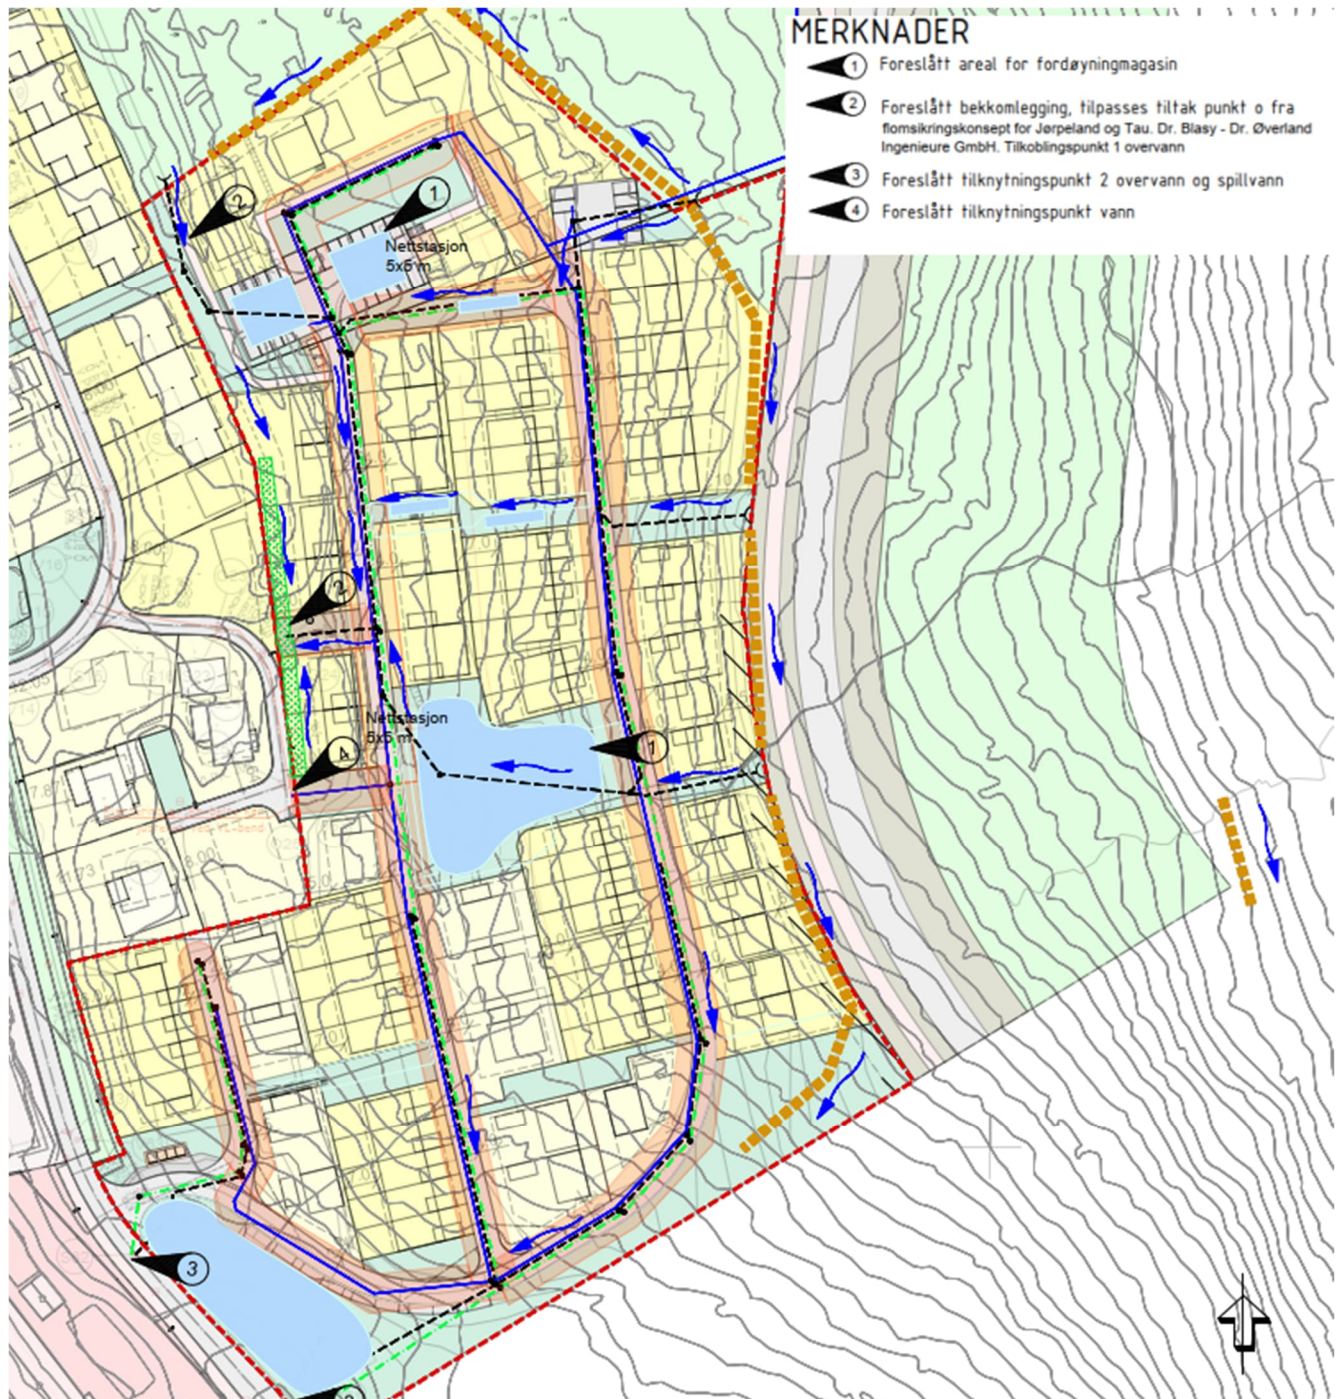 MERKNADER
1 Foreslått areal for fordøyningmagasin
2 Foreslått bekkomlegging, tilpasses tiltak punkt o fra
flomsikringskonsept for Jørpeland og Tau. Dr. Blasy - Dr. Øverland
Ingenieure GmbH. Tilkoblingspunkt 1 overvann
3 Foreslått tilknytningspunkt 2 overvann og spillvann
4 Foreslått tilknytningspunkt vann
2
1
Nettstasjon
5x5 m
2
Nettstasjon
5x5 m
1
4
3